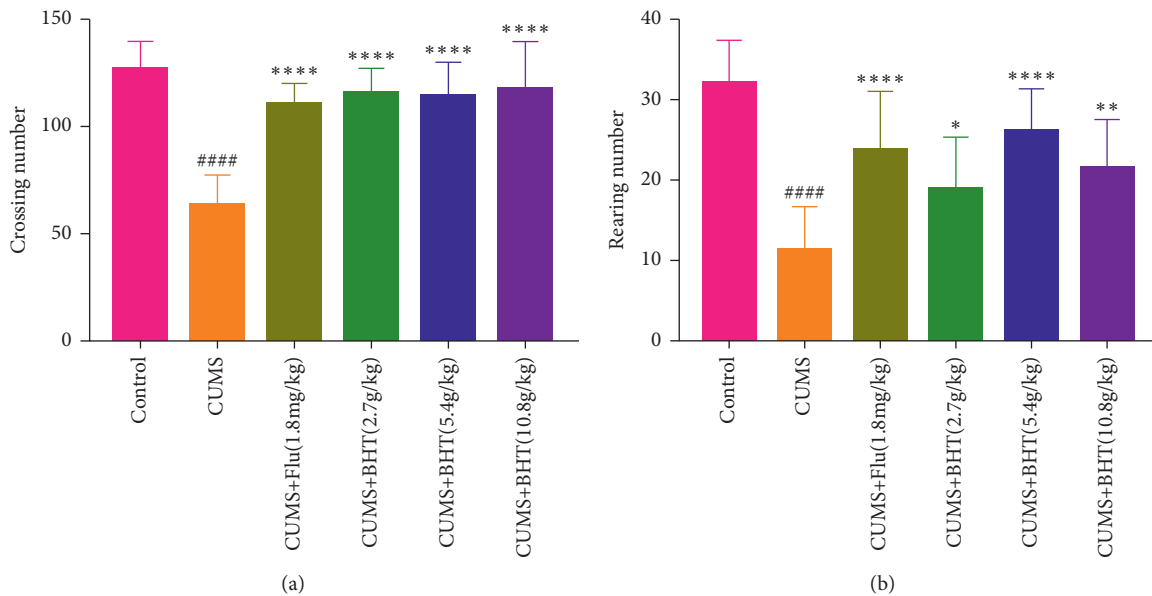 150
100
50
0
Crossing number
####
****
****
****
****
Control
CUMS
CUMS+Flu(1.8mg/kg)
CUMS+BHT(2.7g/kg)
CUMS+BHT(5.4g/kg)
CUMS+BHT(10.8g/kg)
(a)
40
30
20
10
0
Rearing number
####
****
*
****
**
Control
CUMS
CUMS+Flu(1.8mg/kg)
CUMS+BHT(2.7g/kg)
CUMS+BHT(5.4g/kg)
CUMS+BHT(10.8g/kg)
(b)